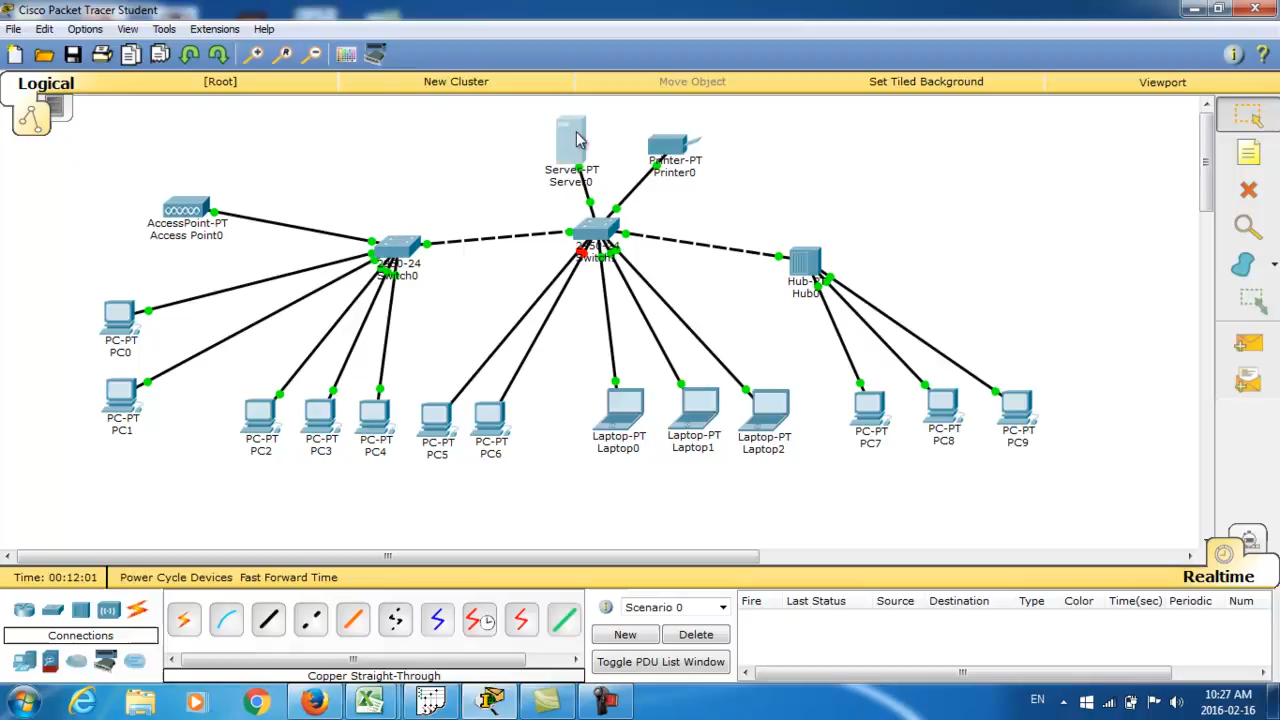 Cisco Packet Tracer Student
File Edit Options View Tools Extensions Help
Logical [Root] New Cluster Move Object Set Tiled Background Viewport
Server-PT
Server0
Printer-PT
Printer0
AccessPoint-PT
Access Point0
Switch0
Hub0
PC-PT
PC0
PC-PT
PC1
PC-PT
PC2
PC-PT
PC3
PC-PT
PC4
PC-PT
PC5
PC-PT
PC6
Laptop-PT
Laptop0
Laptop-PT
Laptop1
Laptop-PT
Laptop2
PC-PT
PC7
PC-PT
PC8
PC-PT
PC9
Time: 00:12:01 Power Cycle Devices Fast Forward Time Realtime
Connections
Copper Straight-Through
Scenario 0
New Delete
Toggle PDU List Window
Fire Last Status Source Destination Type Color Time(sec) Periodic Num
EN
10:27 AM
2016-02-16